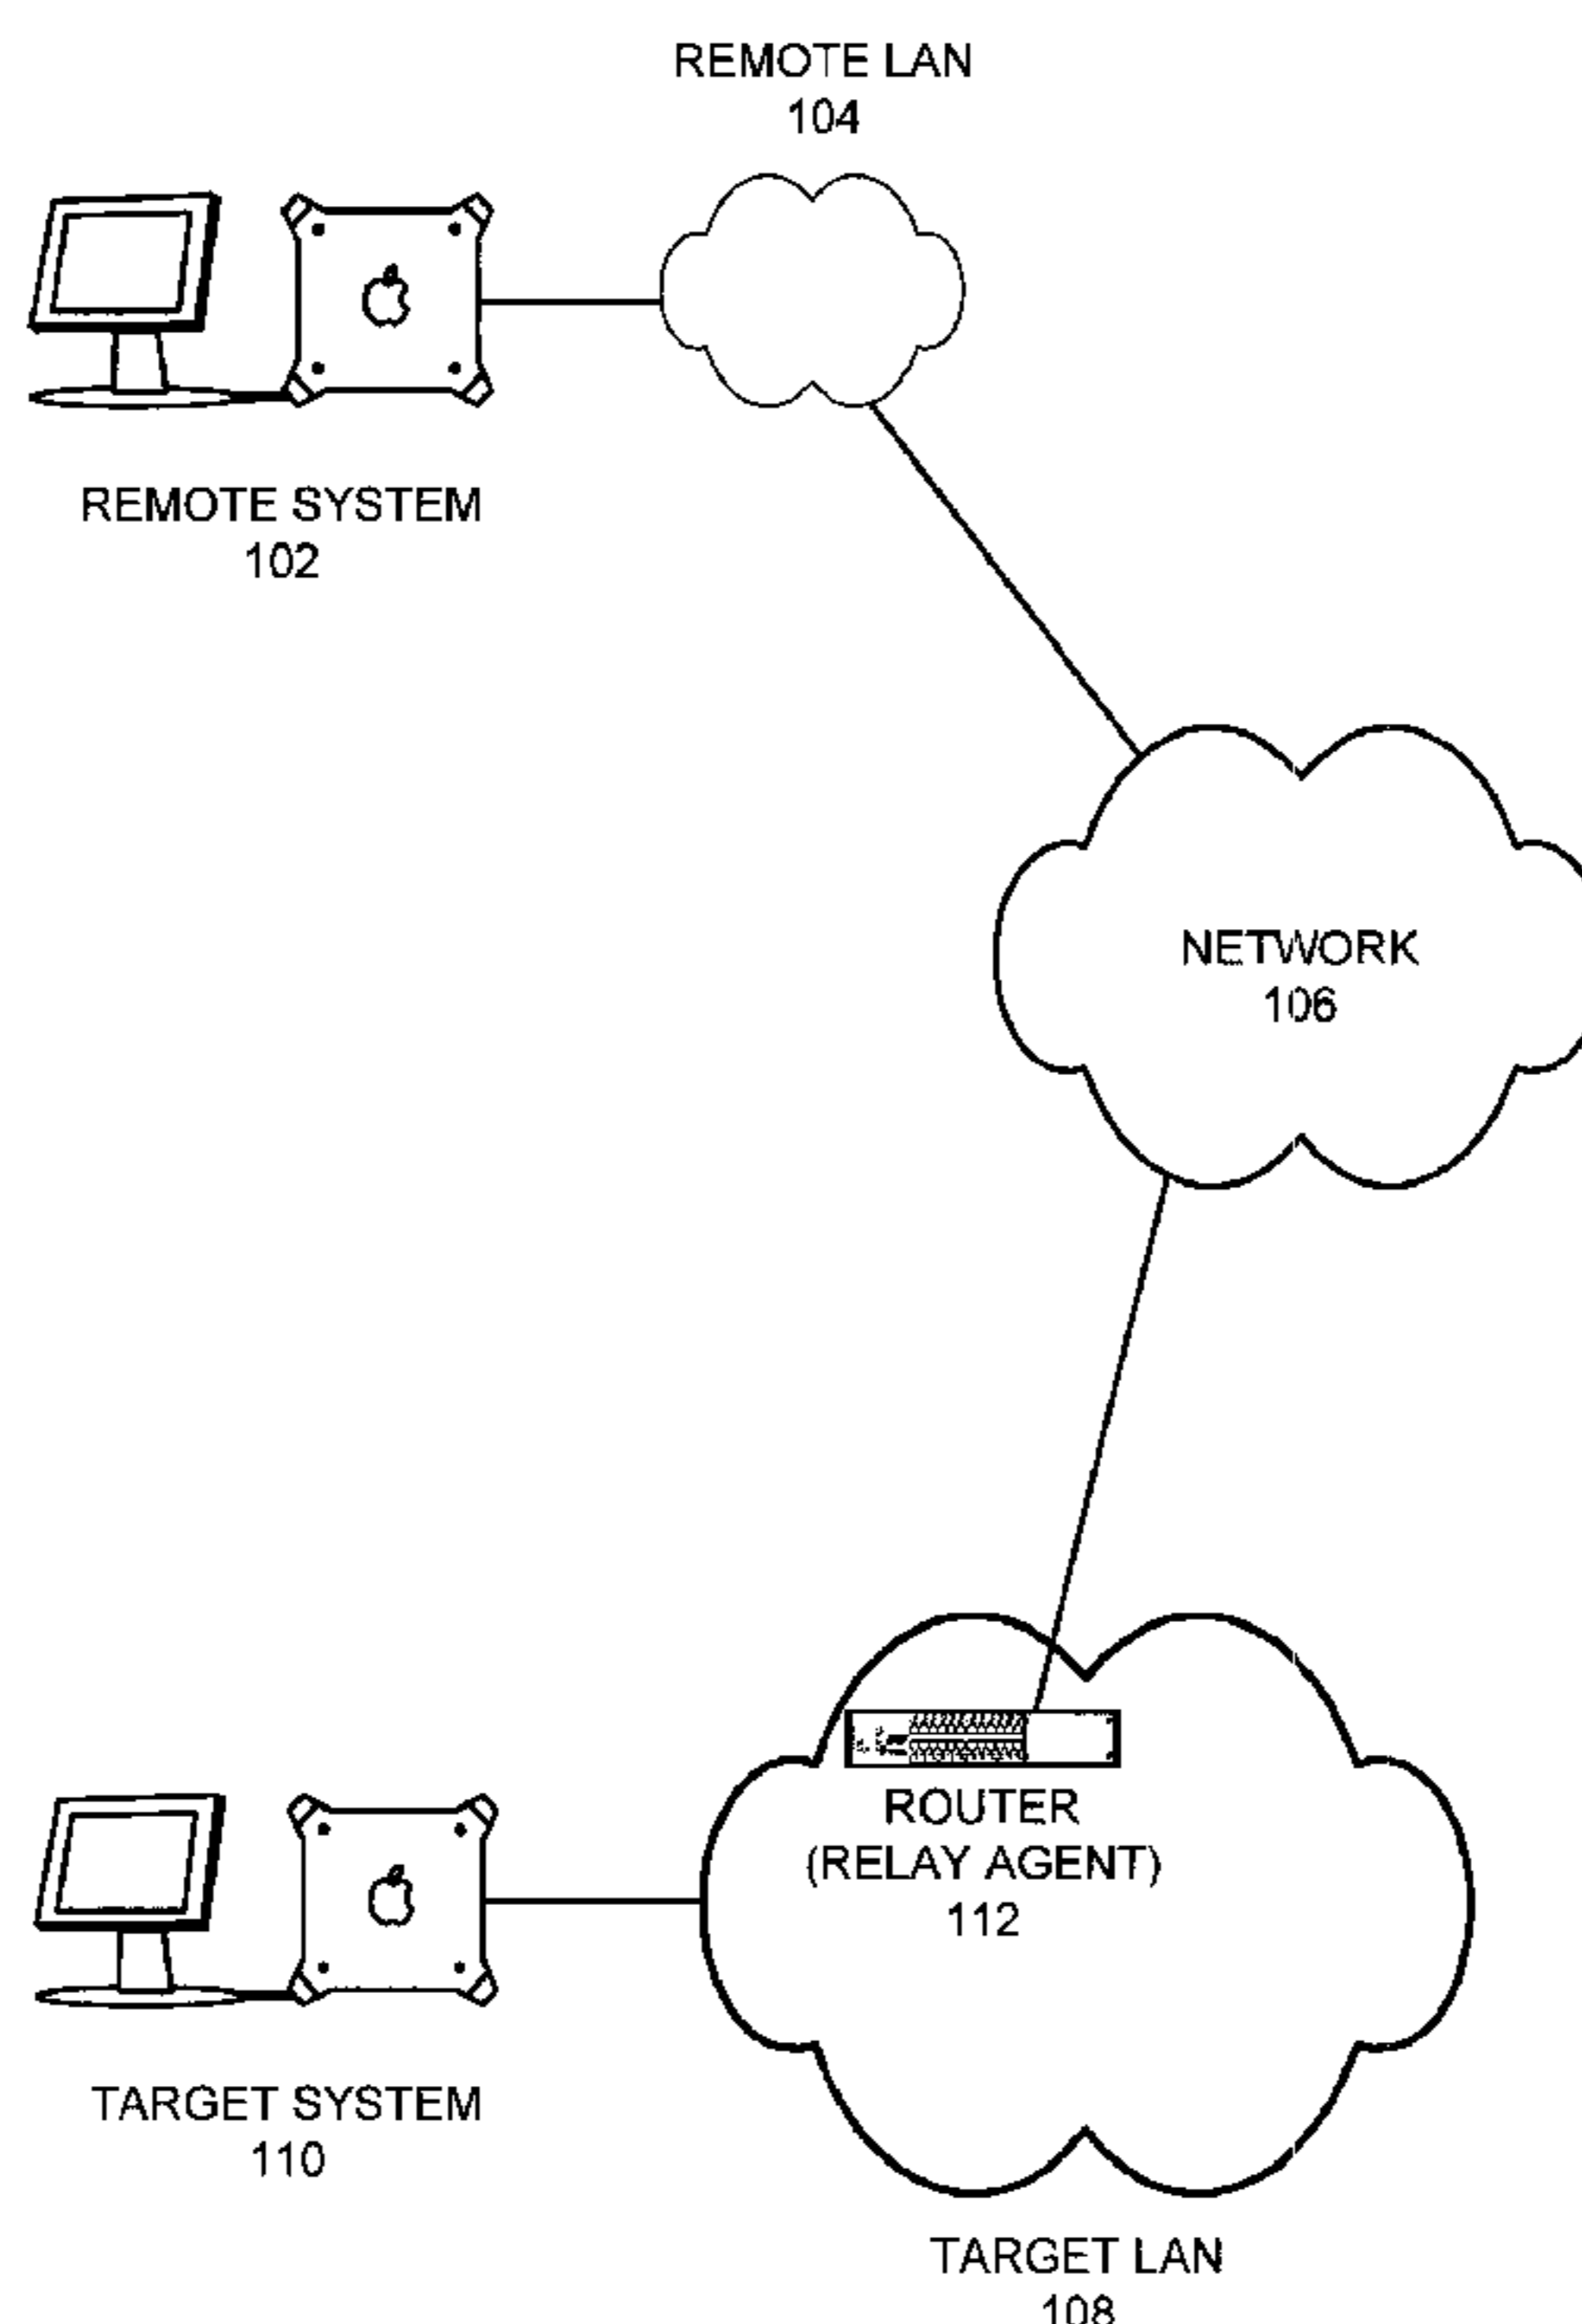 REMOTE LAN
104
REMOTE SYSTEM
102
NETWORK
106
ROUTER
(RELAY AGENT)
112
TARGET SYSTEM
110
TARGET LAN
108